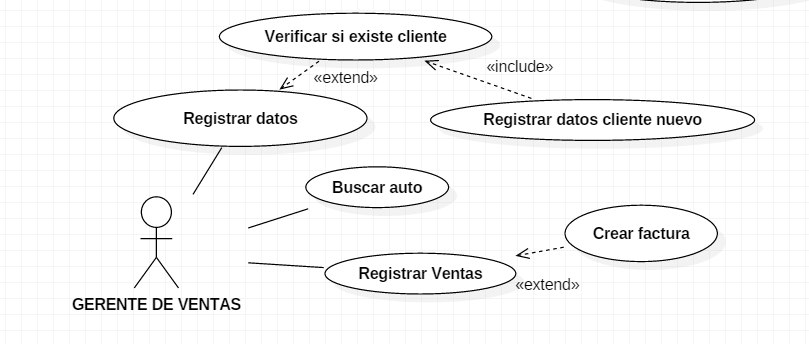 Verificar si existe cliente
«extend»
«include»
Registrar datos
Registrar datos cliente nuevo
Buscar auto
Crear factura
Registrar Ventas
«extend»
GERENTE DE VENTAS